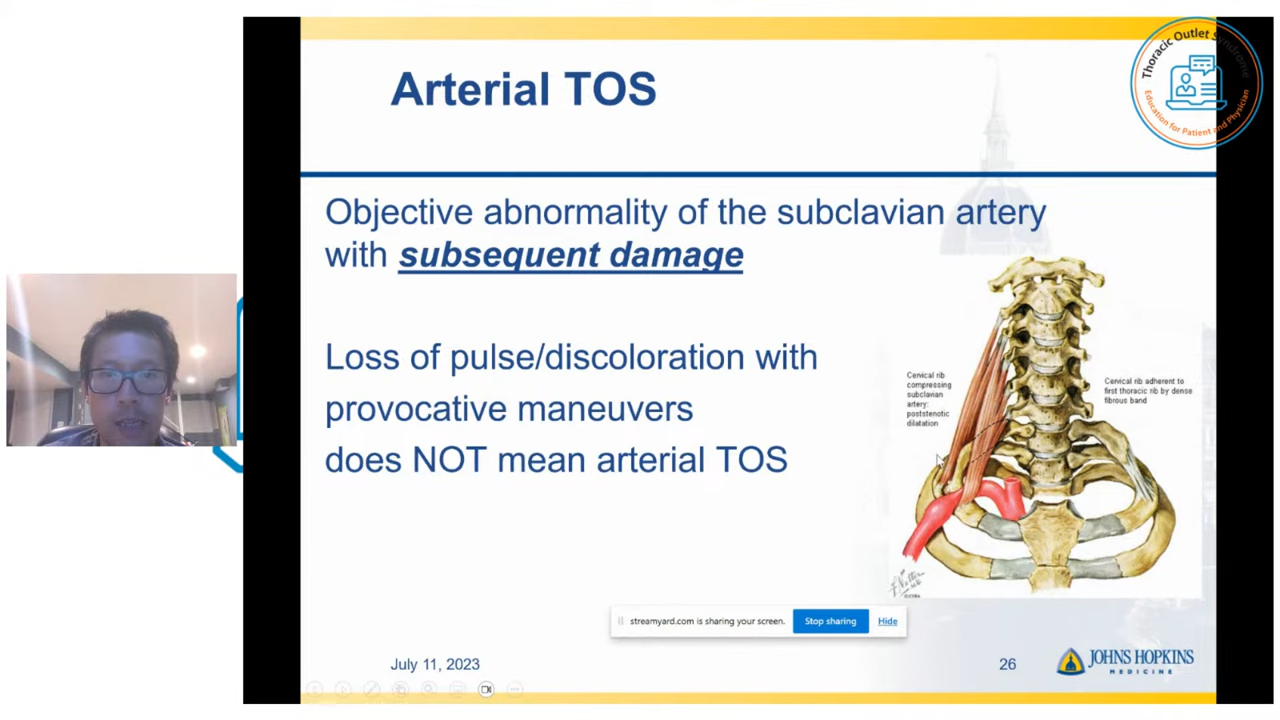 Arterial TOS
Thoracic Outlet Syndrome
Education for Patient and Physician
Objective abnormality of the subclavian artery
with subsequent damage
Loss of pulse/discoloration with
provocative maneuvers
does NOT mean arterial TOS
Cervical rib
compressing
subclavian
artery:
poststenotic
dilatation
Cervical rib adherent to
first thoracic rib by dense
fibrous band
streamyard.com is sharing your screen.
Stop sharing
Hide
July 11, 2023
26
JOHNS HOPKINS
MEDICINE